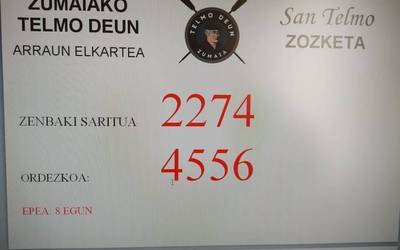 ZUMAIAKO
TELMO DEUN
ARRAUN ELKARTEA
TELMO DEUN
ZUMAIA
San Telmo
ZOZKETA
ZENBAKI SARITUA: 2274
ORDEZKOA: 4556
EPEA: 8 EGUN